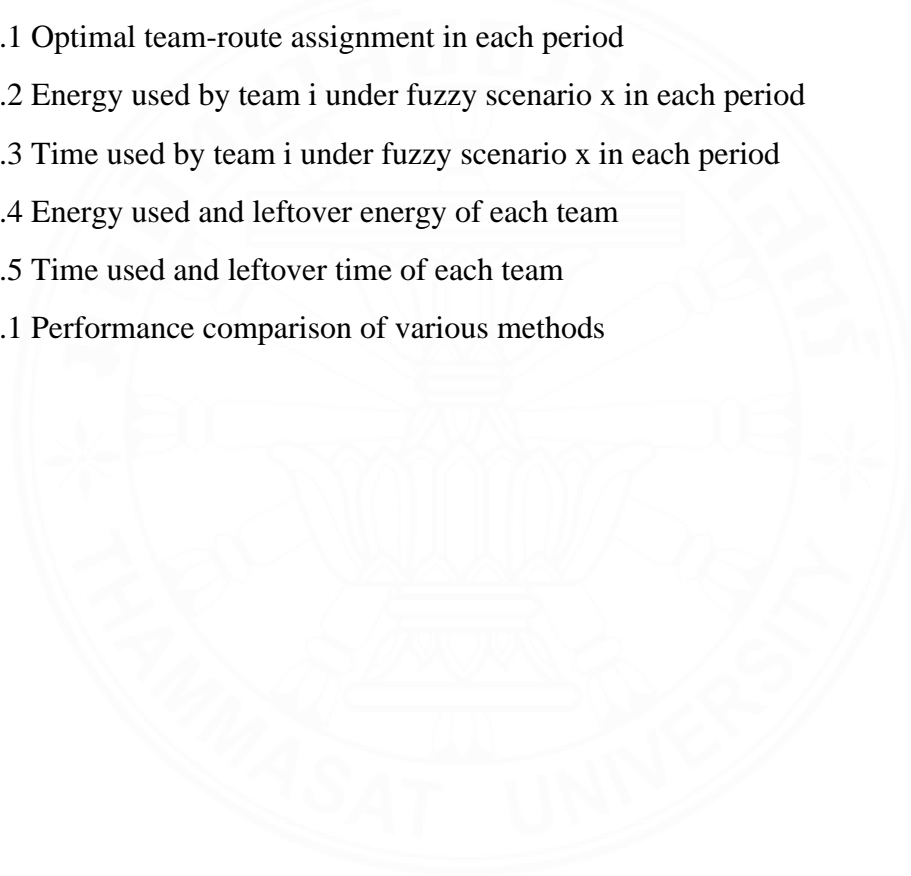 .1 Optimal team-route assignment in each period
.2 Energy used by team i under fuzzy scenario x in each period
.3 Time used by team i under fuzzy scenario x in each period
.4 Energy used and leftover energy of each team
.5 Time used and leftover time of each team
.1 Performance comparison of various methods
THAMMASAT UNIVERSITY